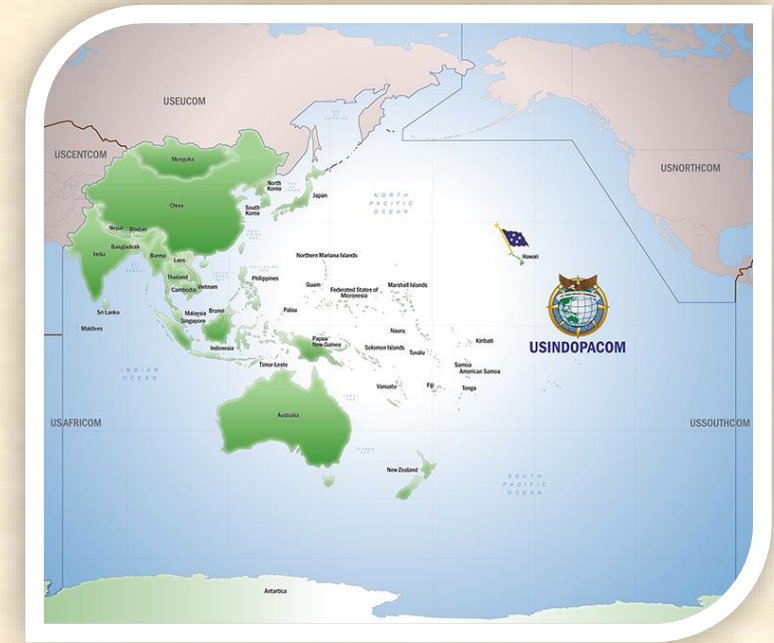 USEUCOM
USCENTCOM
USNORTHCOM
Mongolia
North
Korea
Japan
China
South
Korea
NORTH
PACIFIC
OCEAN
Nepal
Bhutan
Bangladesh
India
Burma
Laos
Hawaii
Northern Mariana Islands
Thailand
Vietnam
Cambodia
Philippines
PHILIPPINE
SEA
Guam
Federated States of
Micronesia
Marshall Islands
Sri Lanka
Malaysia
Brunei
Singapore
Palau
Maldives
Nauru
Kiribati
Indonesia
Papua
New Guinea
Solomon Islands
Tuvalu
USINDOPACOM
Timor-Leste
Samoa
American Samoa
INDIAN
OCEAN
Vanuatu
Fiji
Tonga
USAFRICOM
Australia
USSOUTHCOM
New Zealand
SOUTH
PACIFIC
OCEAN
Antartica